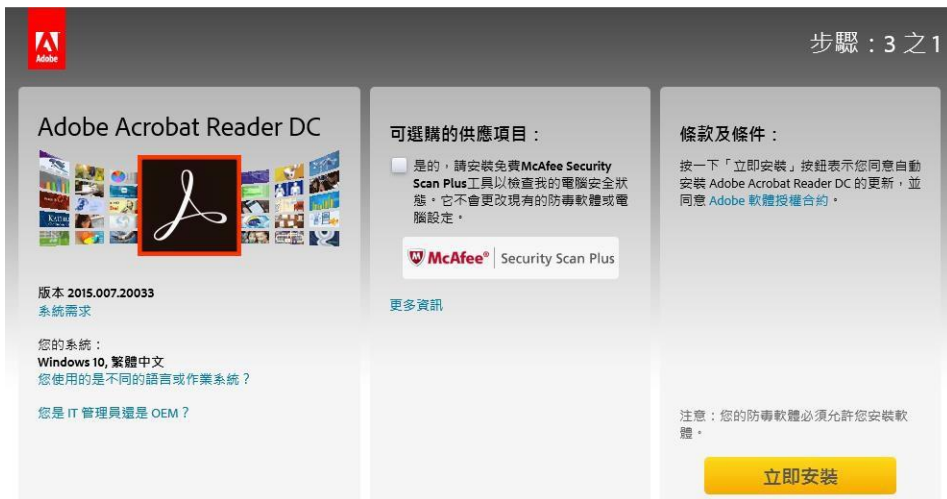 Adobe
步驟：3 之 1
Adobe Acrobat Reader DC
版本 2015.007.20033
系統需求
您的系統：
Windows 10, 繁體中文
您使用的是不同的語言或作業系統？
您是 IT 管理員還是 OEM？
可選購的供應項目：
是的，請安裝免費McAfee Security
Scan Plus工具以檢查我的電腦安全狀
態。它不會更改現有的防毒軟體或電
腦設定。
McAfee® Security Scan Plus
更多資訊
條款及條件：
按一下「立即安裝」按鈕表示您同意自動
安裝 Adobe Acrobat Reader DC 的更新，並
同意 Adobe 軟體授權合約。
注意：您的防毒軟體必須允許您安裝軟
體。
立即安裝